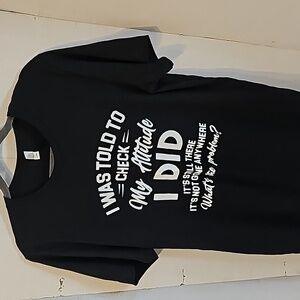 I WAS TOLD TO
CHECK
My Attitude
I DID
IT'S STILL THERE
IT'S NOT GONE ANYWHERE
What's the problem?